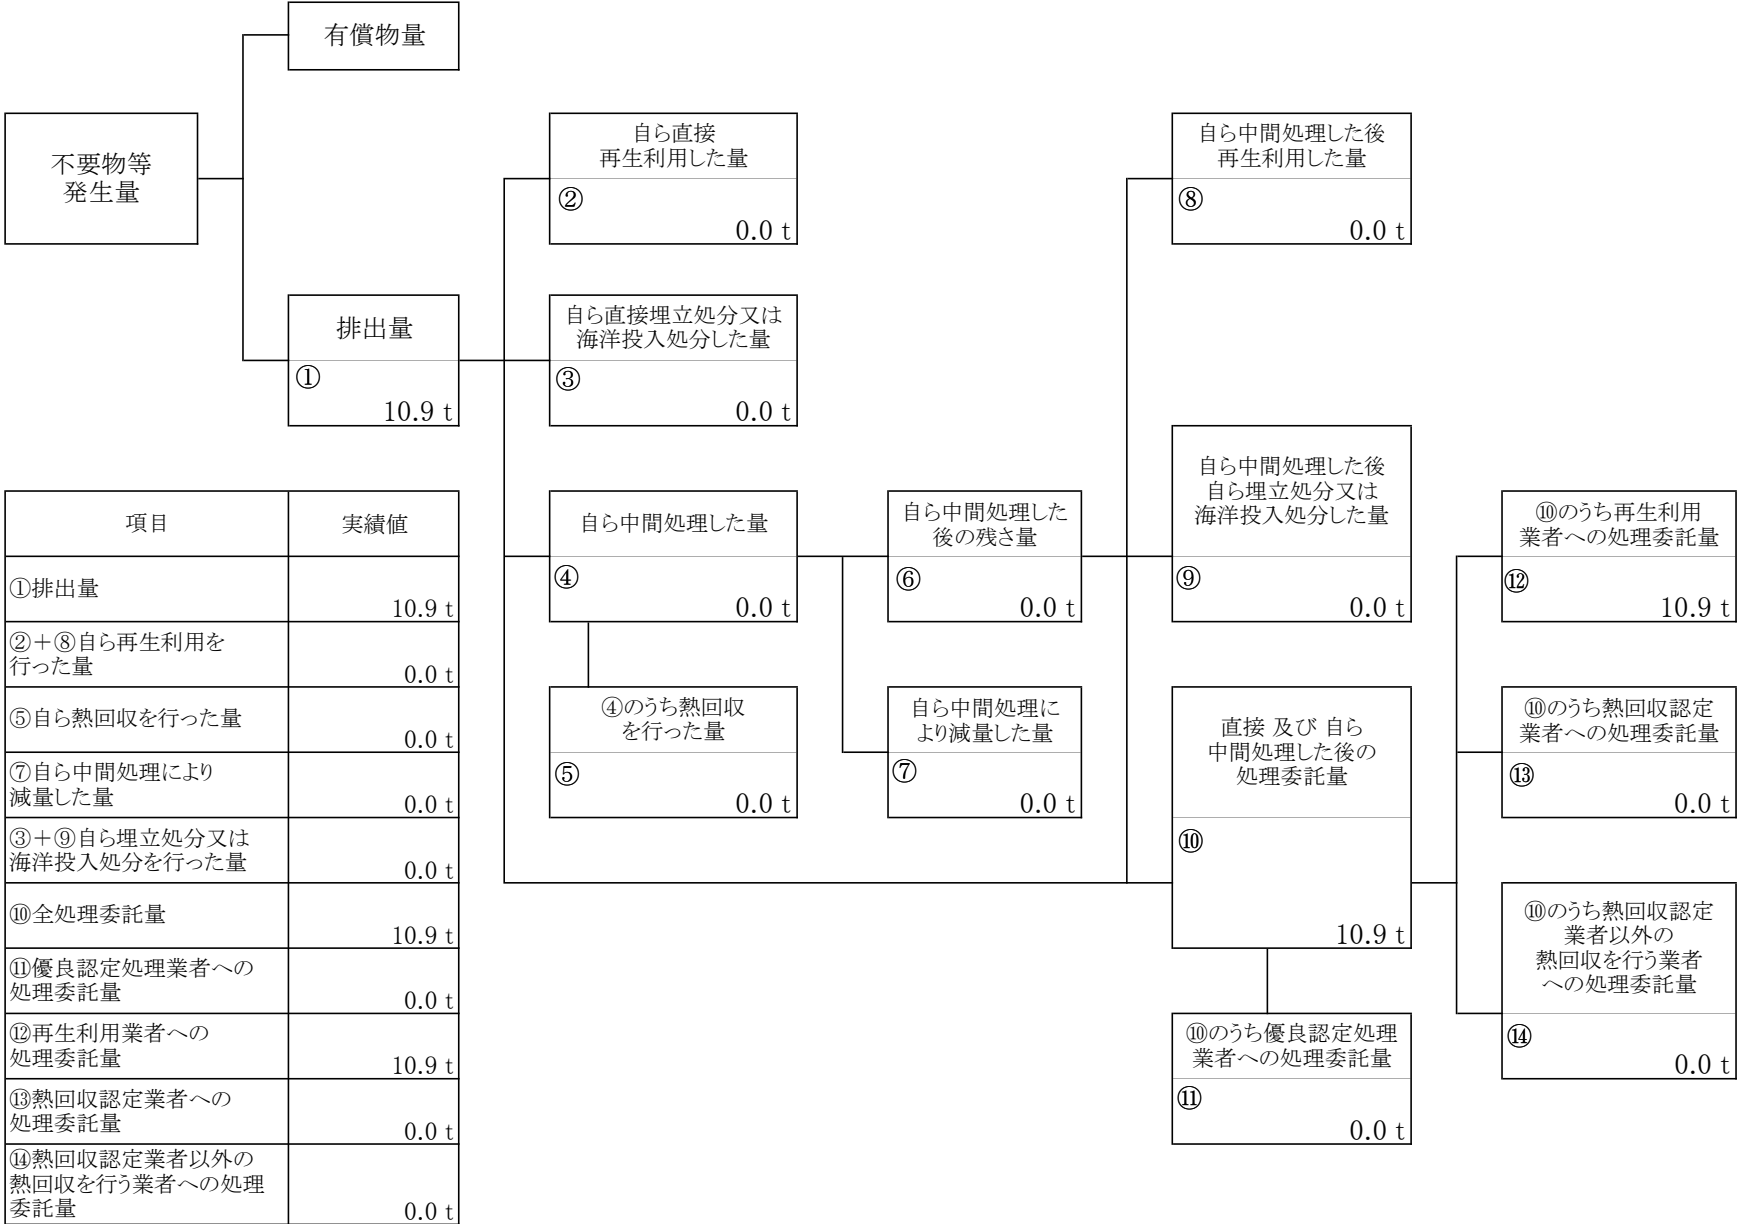 有償物量
不要物等
発生量
自ら直接
再生利用した量
②
0.0 t
自ら中間処理した後
再生利用した量
⑧
0.0 t
排出量
①
10.9 t
自ら直接埋立処分又は
海洋投入処分した量
③
0.0 t
自ら中間処理した量
④
0.0 t
自ら中間処理した
後の残さ量
⑥
0.0 t
自ら中間処理した後
自ら埋立処分又は
海洋投入処分した量
⑨
0.0 t
⑩のうち再生利用
業者への処理委託量
⑫
10.9 t
④のうち熱回収
を行った量
⑤
0.0 t
自ら中間処理に
より減量した量
⑦
0.0 t
直接 及び 自ら
中間処理した後の
処理委託量
⑩
10.9 t
⑩のうち熱回収認定
業者への処理委託量
⑬
0.0 t
⑩のうち熱回収認定
業者以外の
熱回収を行う業者
への処理委託量
⑭
0.0 t
⑩のうち優良認定処理
業者への処理委託量
⑪
0.0 t
項目 実績値
①排出量
10.9 t
②＋⑧自ら再生利用を
行った量
0.0 t
⑤自ら熱回収を行った量
0.0 t
⑦自ら中間処理により
減量した量
0.0 t
③＋⑨自ら埋立処分又は
海洋投入処分を行った量
0.0 t
⑩全処理委託量
10.9 t
⑪優良認定処理業者への
処理委託量
0.0 t
⑫再生利用業者への
処理委託量
10.9 t
⑬熱回収認定業者への
処理委託量
0.0 t
⑭熱回収認定業者以外の
熱回収を行う業者への処理
委託量
0.0 t